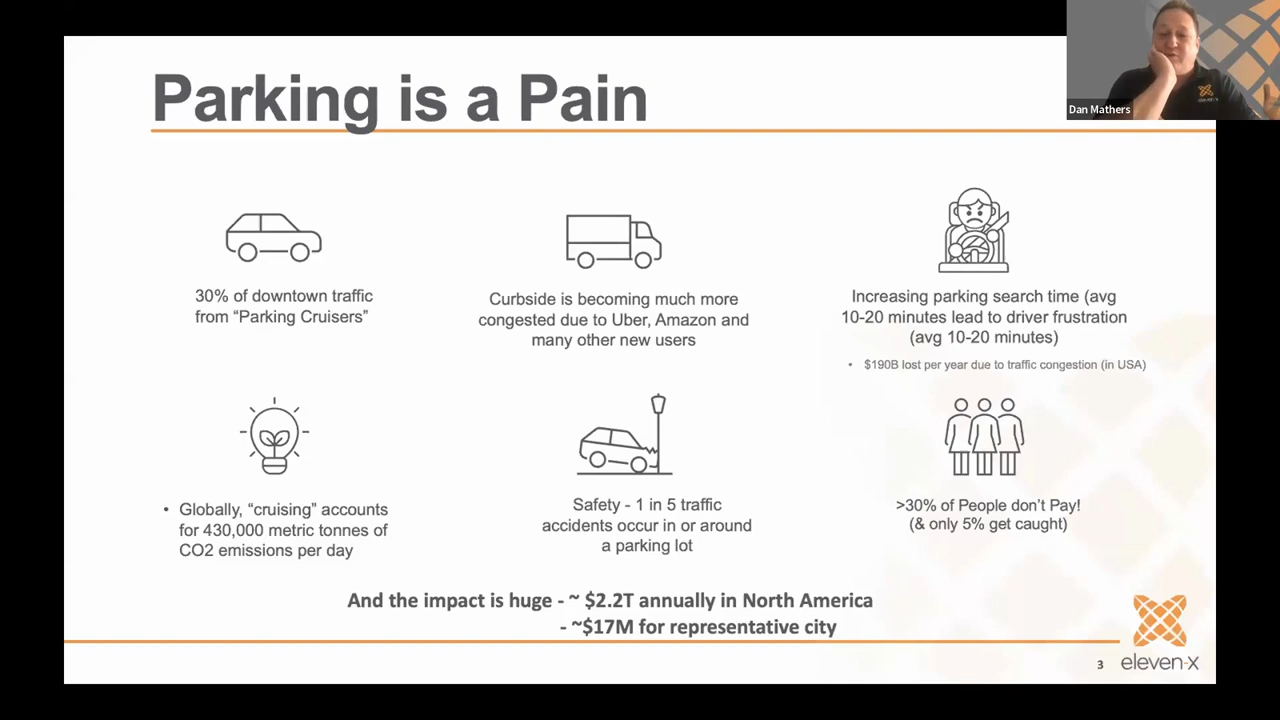 Parking is a Pain
Dan Mathers
30% of downtown traffic
from “Parking Cruisers”
Curbside is becoming much more
congested due to Uber, Amazon and
many other new users
Increasing parking search time (avg
10-20 minutes lead to driver frustration
(avg 10-20 minutes)
• $190B lost per year due to traffic congestion (in USA)
• Globally, “cruising” accounts
for 430,000 metric tonnes of
CO2 emissions per day
Safety - 1 in 5 traffic
accidents occur in or around
a parking lot
>30% of People don’t Pay!
(& only 5% get caught)
And the impact is huge - ~ $2.2T annually in North America
- ~$17M for representative city
3
eleven-x